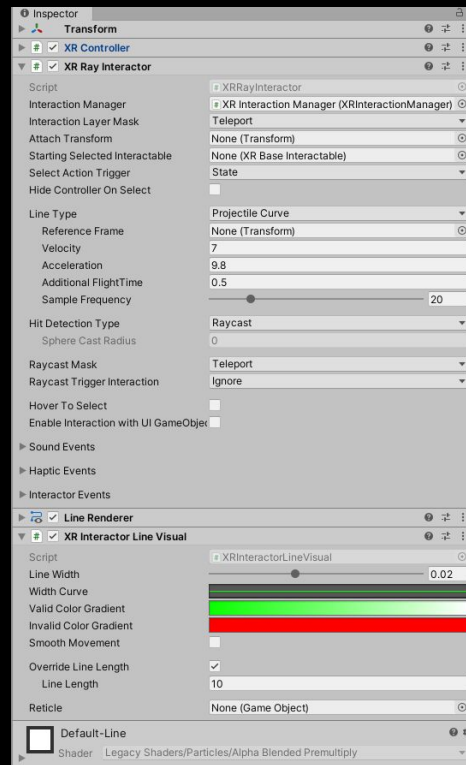 Inspector
Transform
# XR Controller
# XR Ray Interactor
Script # XRRayInteractor
Interaction Manager # XR Interaction Manager (XRInteractionManager)
Interaction Layer Mask Teleport
Attach Transform None (Transform)
Starting Selected Interactable None (XR Base Interactable)
Select Action Trigger State
Hide Controller On Select
Line Type Projectile Curve
Reference Frame None (Transform)
Velocity 7
Acceleration 9.8
Additional FlightTime 0.5
Sample Frequency 20
Hit Detection Type Raycast
Sphere Cast Radius 0
Raycast Mask Teleport
Raycast Trigger Interaction Ignore
Hover To Select
Enable Interaction with UI GameObjec
Sound Events
Haptic Events
Interactor Events
Line Renderer
# XR Interactor Line Visual
Script # XRInteractorLineVisual
Line Width 0.02
Width Curve
Valid Color Gradient
Invalid Color Gradient
Smooth Movement
Override Line Length
Line Length 10
Reticle None (Game Object)
Default-Line
Shader Legacy Shaders/Particles/Alpha Blended Premultiply